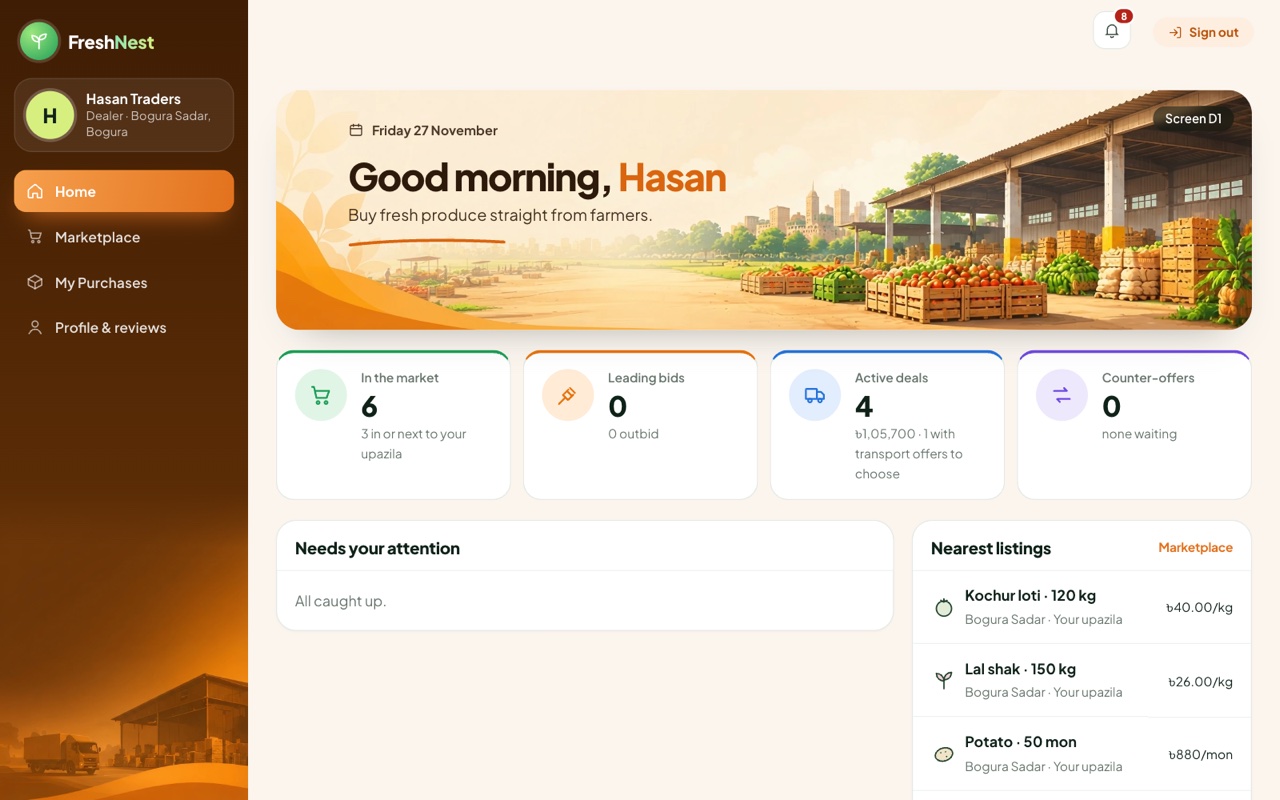 FreshNest
H
Hasan Traders
Dealer · Bogura Sadar,
Bogura
Home
Marketplace
My Purchases
Profile & reviews
8
Sign out
Friday 27 November
Screen D1
Good morning, Hasan
Buy fresh produce straight from farmers.
In the market
6
3 in or next to your
upazila
Leading bids
0
0 outbid
Active deals
4
৳1,05,700 · 1 with
transport offers to
choose
Counter-offers
0
none waiting
Needs your attention
All caught up.
Nearest listings
Marketplace
Kochur loti · 120 kg
Bogura Sadar · Your upazila
৳40.00/kg
Lal shak · 150 kg
Bogura Sadar · Your upazila
৳26.00/kg
Potato · 50 mon
Bogura Sadar · Your upazila
৳880/mon